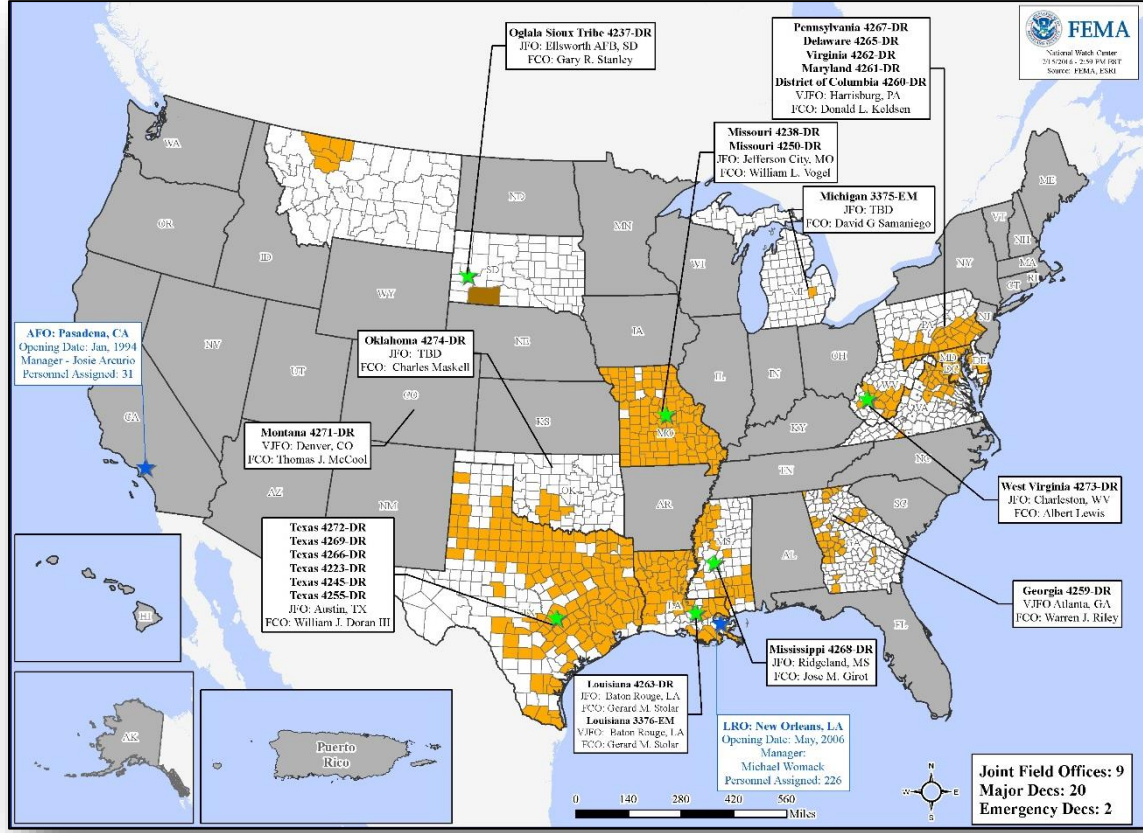 Oglala Sioux Tribe 4237-DR
JFO: Ellsworth AFB, SD
FCO: Gary R. Stanley
Pennsylvania 4267-DR
Delaware 4265-DR
Virginia 4262-DR
Maryland 4261-DR
District of Columbia 4260-DR
VJFO: Harrisburg, PA
FCO: Donald L. Keldsen
FEMA
National Watch Center
7/15/2016 - 2:59 PM EST
Source: FEMA, ESRI
Missouri 4238-DR
Missouri 4250-DR
JFO: Jefferson City, MO
FCO: William L. Vogel
Michigan 3375-EM
JFO: TBD
FCO: David G Samaniego
WA
MT
ND
MN
ME
OR
ID
SD
WI
MI
VT
NH
NY
MA
CT
RI
WY
IA
PA
NJ
AFO: Pasadena, CA
Opening Date: Jan, 1994
Manager - Josie Arcurio
Personnel Assigned: 31
NV
UT
NE
IL
IN
OH
MD
DE
DC
WV
VA
Oklahoma 4274-DR
JFO: TBD
FCO: Charles Maskell
CA
CO
KS
MO
KY
Montana 4271-DR
VJFO: Denver, CO
FCO: Thomas J. McCool
AZ
NM
OK
AR
TN
NC
SC
West Virginia 4273-DR
JFO: Charleston, WV
FCO: Albert Lewis
Texas 4272-DR
Texas 4269-DR
Texas 4266-DR
Texas 4223-DR
Texas 4245-DR
Texas 4255-DR
JFO: Austin, TX
FCO: William J. Doran III
TX
LA
MS
AL
GA
FL
Georgia 4259-DR
VJFO Atlanta, GA
FCO: Warren J. Riley
HI
Mississippi 4268-DR
JFO: Ridgeland, MS
FCO: Jose M. Girot
Louisiana 4263-DR
JFO: Baton Rouge, LA
FCO: Gerard M. Stolar
Louisiana 3376-EM
VJFO: Baton Rouge, LA
FCO: Gerard M. Stolar
LRO: New Orleans, LA
Opening Date: May, 2006
Manager:
Michael Womack
Personnel Assigned: 226
AK
Puerto
Rico
N
W
E
S
0 140 280 420 560
Miles
Joint Field Offices: 9
Major Decs: 20
Emergency Decs: 2